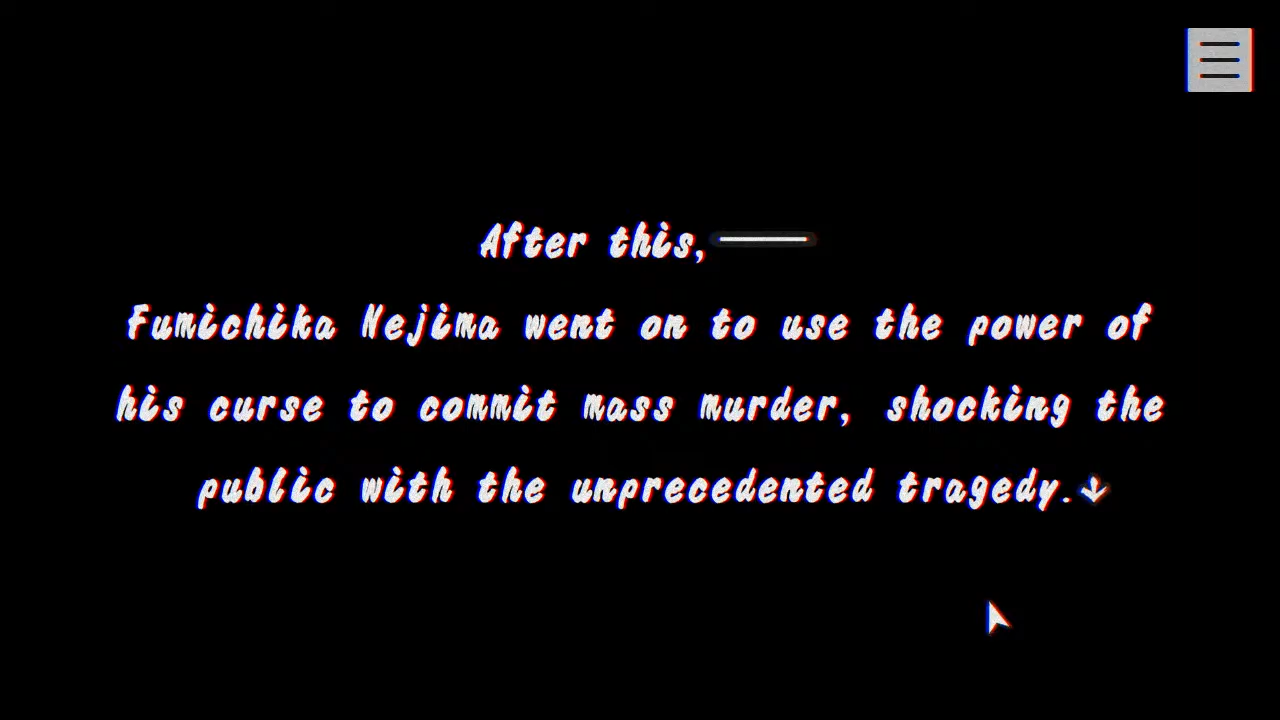 After this,——
Fumichika Nejima went on to use the power of
his curse to commit mass murder, shocking the
public with the unprecedented tragedy.